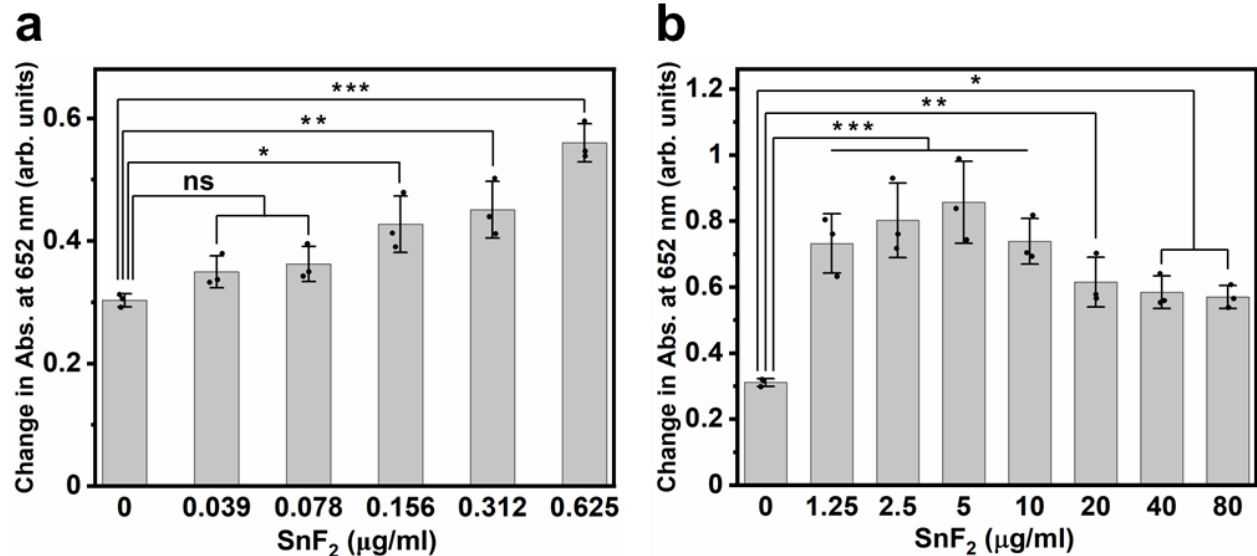 a
Change in Abs. at 652 nm (arb. units)
0.6
0.4
0.2
0
***
**
*
ns
0 0.039 0.078 0.156 0.312 0.625
SnF₂ (µg/ml)
b
Change in Abs. at 652 nm (arb. units)
1.2
1
0.8
0.6
0.4
0.2
0
*
**
***
0 1.25 2.5 5 10 20 40 80
SnF₂ (µg/ml)